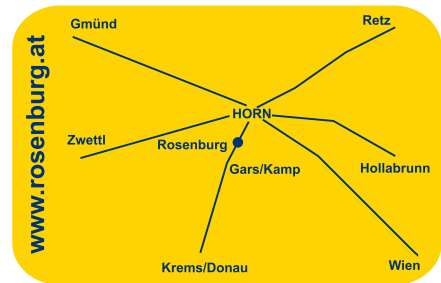 www.rosenburg.at
Gmünd
Retz
HORN
Zwettl
Rosenburg
Gars/Kamp
Hollabrunn
Krems/Donau
Wien